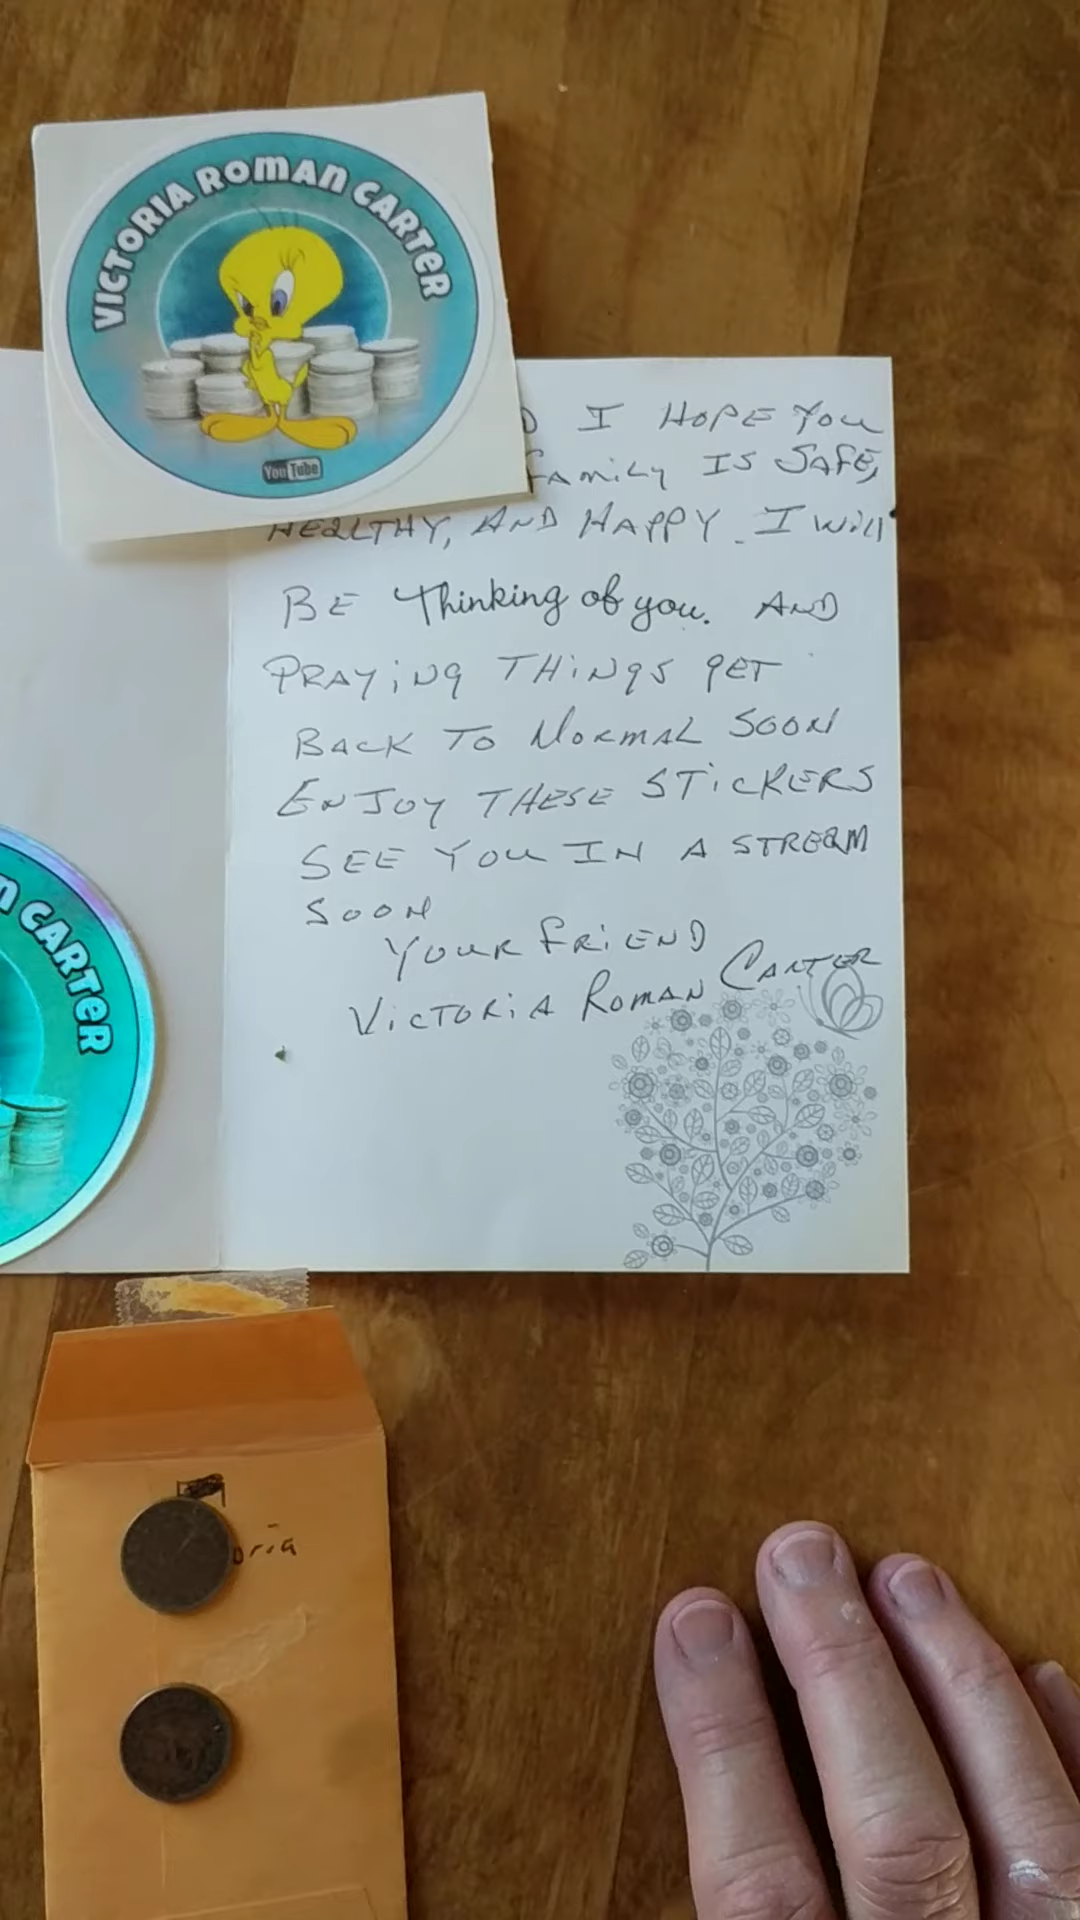 VICTORIA ROMAN CARTER
YouTube
I HOPE YOU
FAMILY IS SAFE,
HEALTHY, AND HAPPY. I WILL
BE Thinking of you. AND
PRAYING THINGS GET
BACK TO NORMAL SOON
ENJOY THESE STICKERS
SEE YOU IN A STREAM
SOON
YOUR FRIEND
VICTORIA ROMAN CARTER
N CARTER
oria